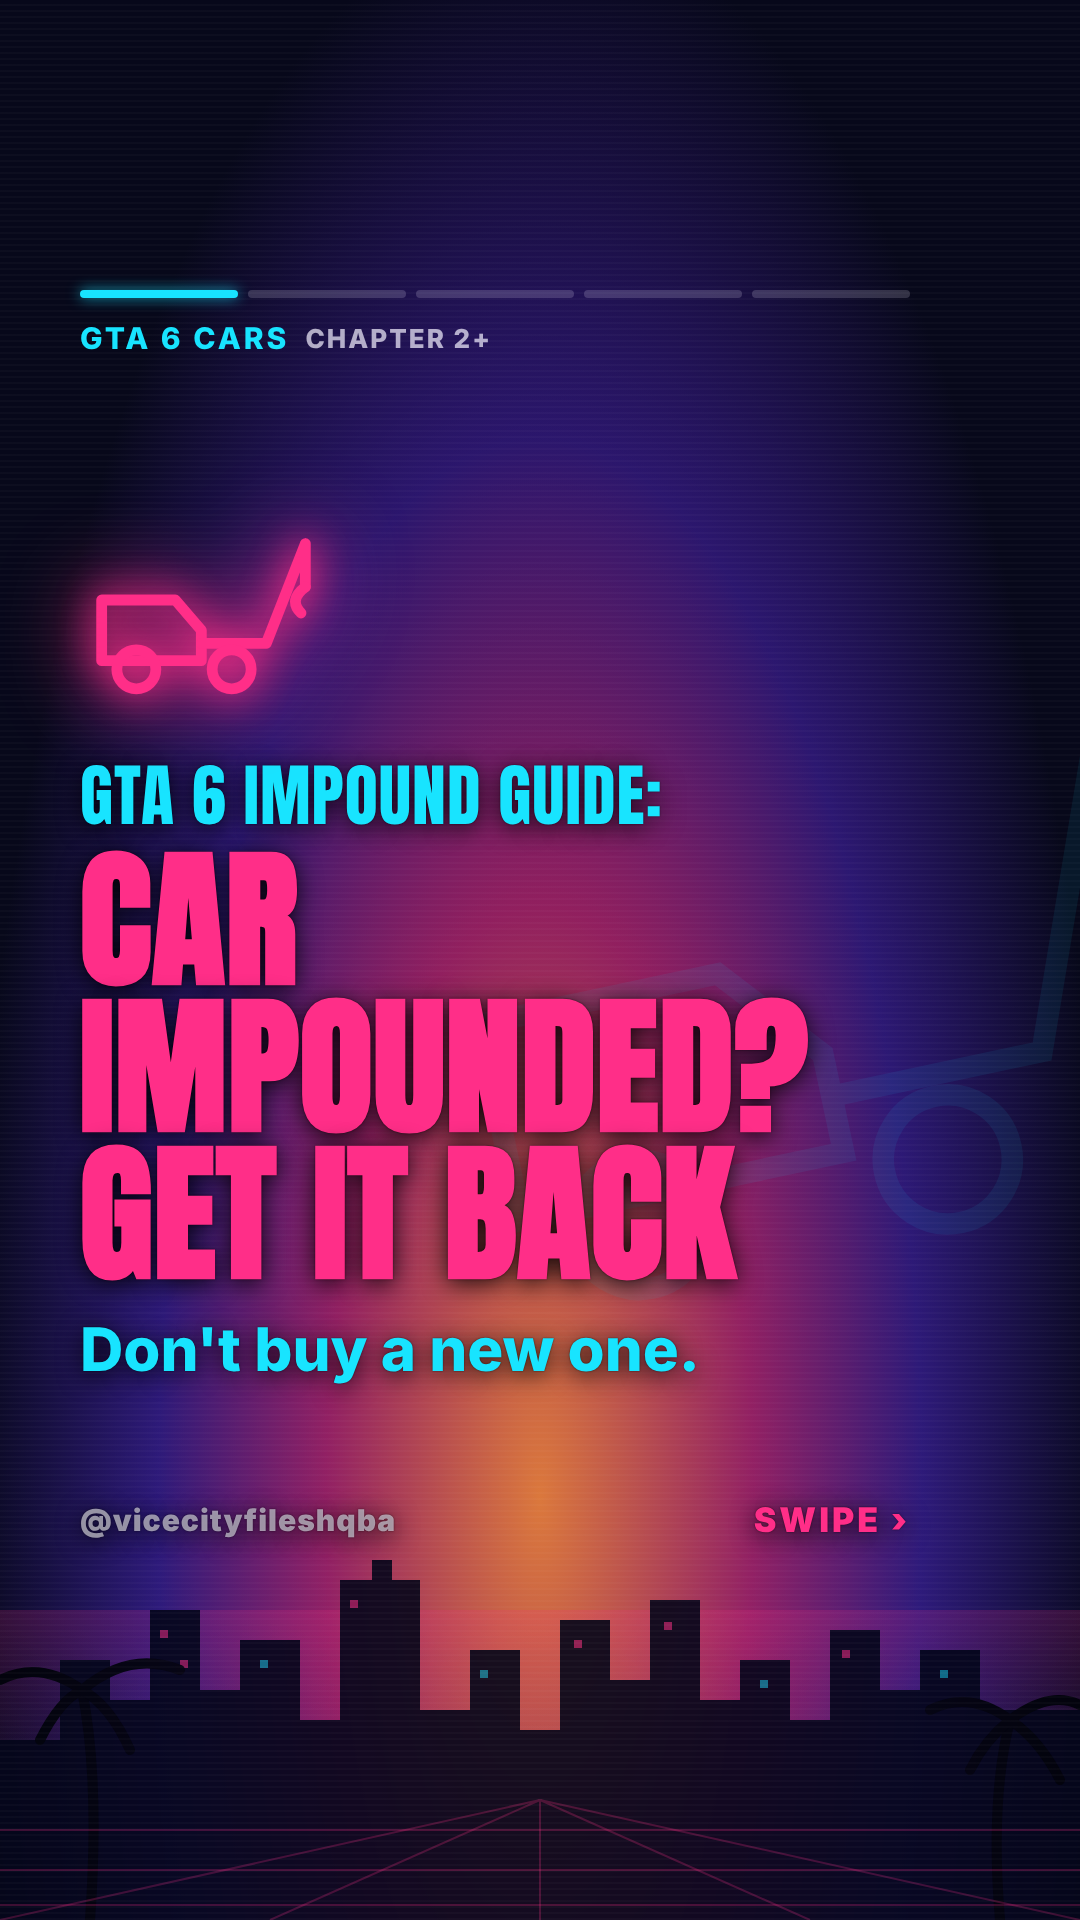 GTA 6 CARS CHAPTER 2+
GTA 6 IMPOUND GUIDE:
CAR
IMPOUNDED?
GET IT BACK
Don't buy a new one.
@vicecityfileshqba
SWIPE ›